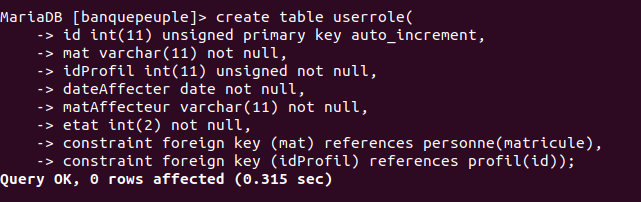 MariaDB [banquepeuple]> create table userrole(
-> id int(11) unsigned primary key auto_increment,
-> mat varchar(11) not null,
-> idProfil int(11) unsigned not null,
-> dateAffecter date not null,
-> matAffecteur varchar(11) not null,
-> etat int(2) not null,
-> constraint foreign key (mat) references personne(matricule),
-> constraint foreign key (idProfil) references profil(id));
Query OK, 0 rows affected (0.315 sec)